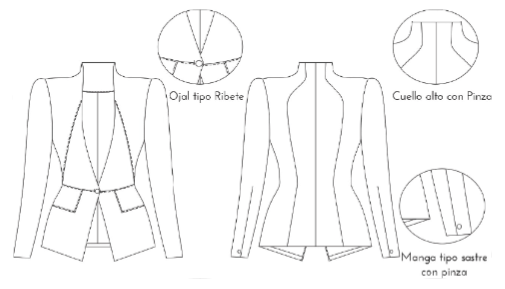 Ojal tipo Ribete
Cuello alto con Pinza
Manga tipo sastre
con pinza